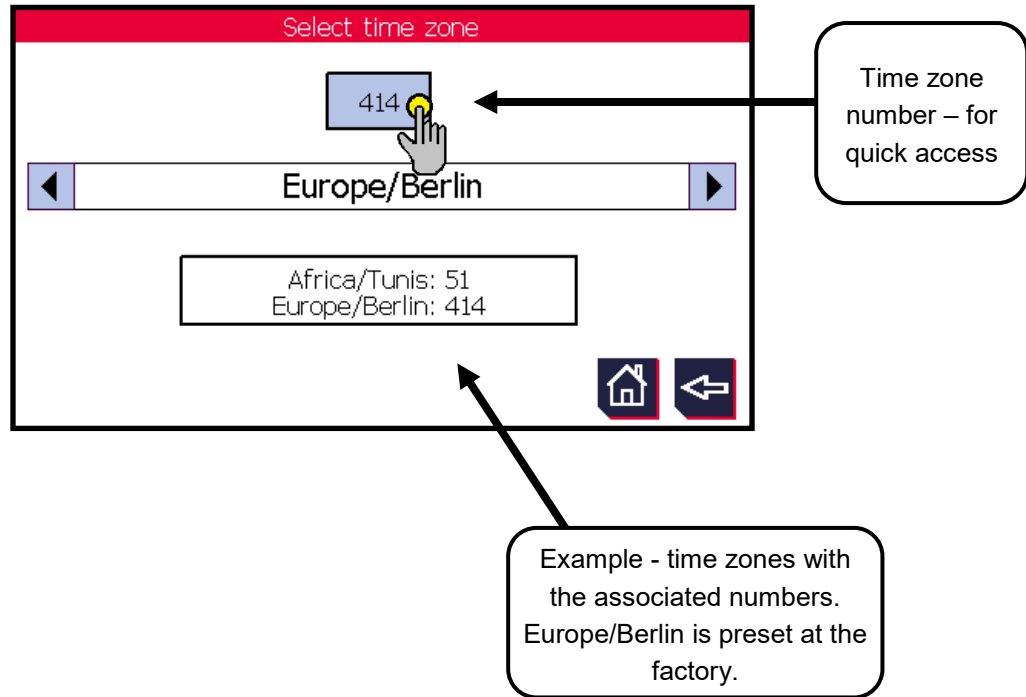 Select time zone
414
Time zone
number – for
quick access
Europe/Berlin
Africa/Tunis: 51
Europe/Berlin: 414
Example - time zones with
the associated numbers.
Europe/Berlin is preset at the
factory.